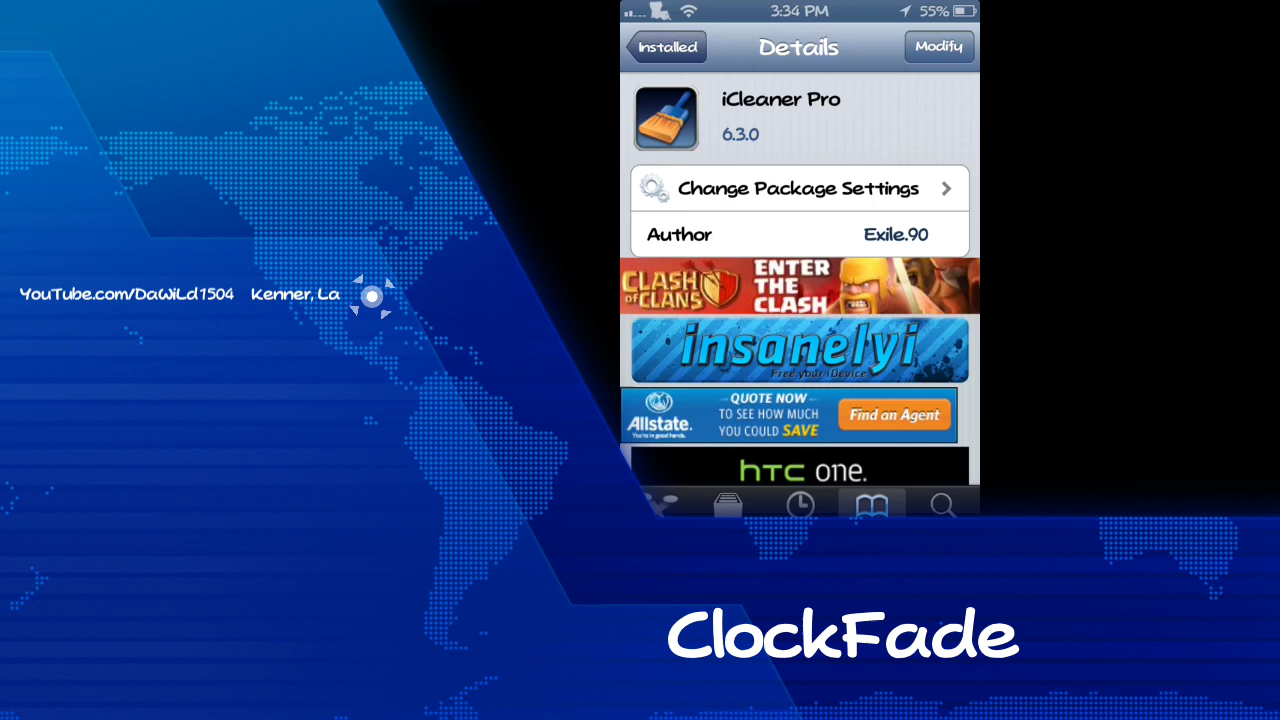 3:34 PM
55%
Installed
Details
Modify
iCleaner Pro
6.3.0
Change Package Settings
Author
Exile.90
CLASH of CLANS
ENTER THE CLASH
insanelyi
Free your iDevice
Allstate.
You're in good hands.
QUOTE NOW
TO SEE HOW MUCH
YOU COULD SAVE
Find an Agent
hTC one.
YouTube.com/DaWiLd1504 Kenner, La
ClockFade